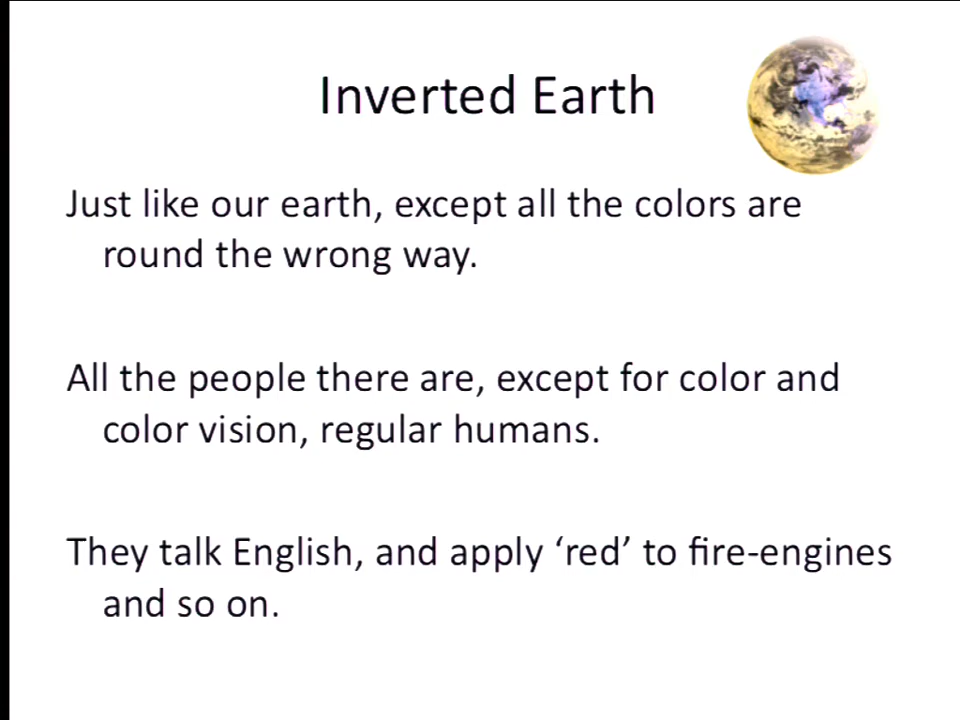 Inverted Earth
Just like our earth, except all the colors are
round the wrong way.
All the people there are, except for color and
color vision, regular humans.
They talk English, and apply ‘red’ to fire-engines
and so on.